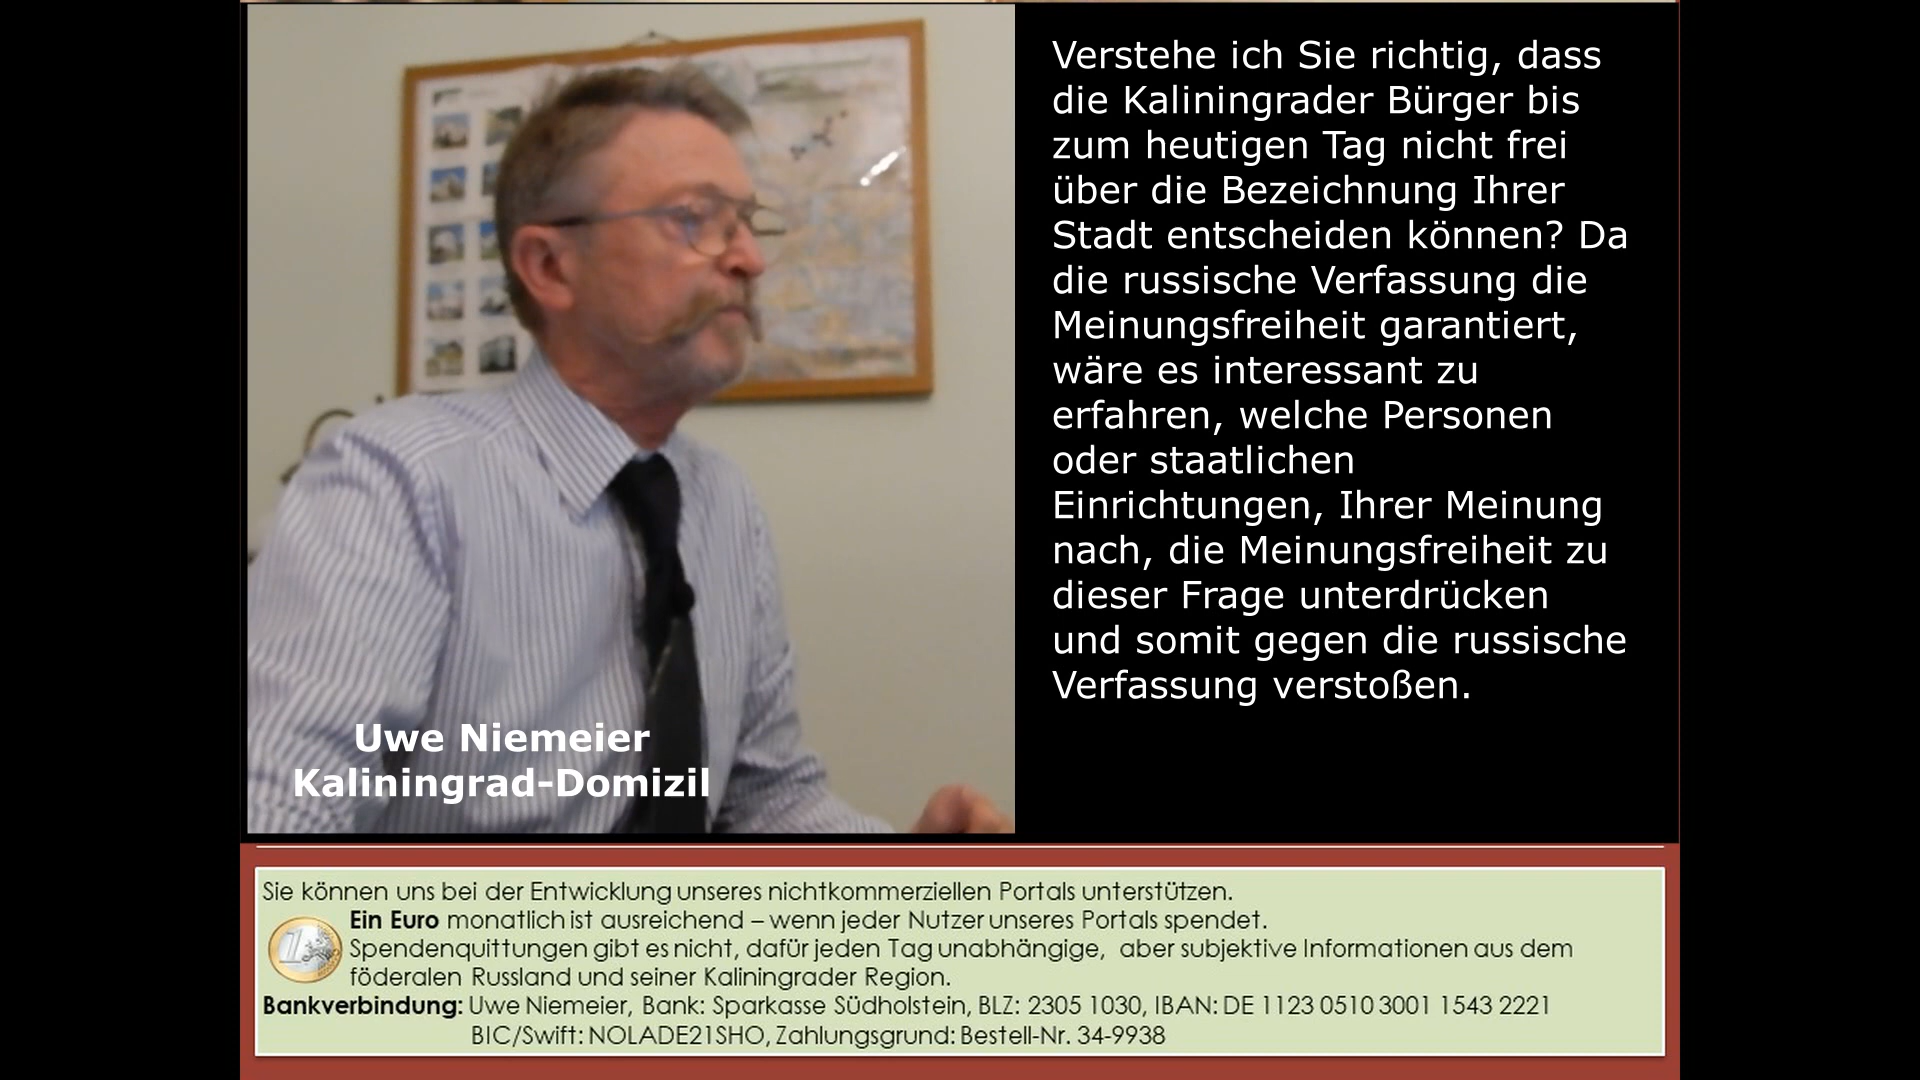 Verstehe ich Sie richtig, dass
die Kaliningrader Bürger bis
zum heutigen Tag nicht frei
über die Bezeichnung Ihrer
Stadt entscheiden können? Da
die russische Verfassung die
Meinungsfreiheit garantiert,
wäre es interessant zu
erfahren, welche Personen
oder staatlichen
Einrichtungen, Ihrer Meinung
nach, die Meinungsfreiheit zu
dieser Frage unterdrücken
und somit gegen die russische
Verfassung verstoßen.
Uwe Niemeier
Kaliningrad-Domizil
Sie können uns bei der Entwicklung unseres nichtkommerziellen Portals unterstützen.
Ein Euro monatlich ist ausreichend – wenn jeder Nutzer unseres Portals spendet.
Spendenquittungen gibt es nicht, dafür jeden Tag unabhängige, aber subjektive Informationen aus dem
föderalen Russland und seiner Kaliningrader Region.
Bankverbindung: Uwe Niemeier, Bank: Sparkasse Südholstein, BLZ: 2305 1030, IBAN: DE 1123 0510 3001 1543 2221
BIC/Swift: NOLADE21SHO, Zahlungsgrund: Bestell-Nr. 34-9938